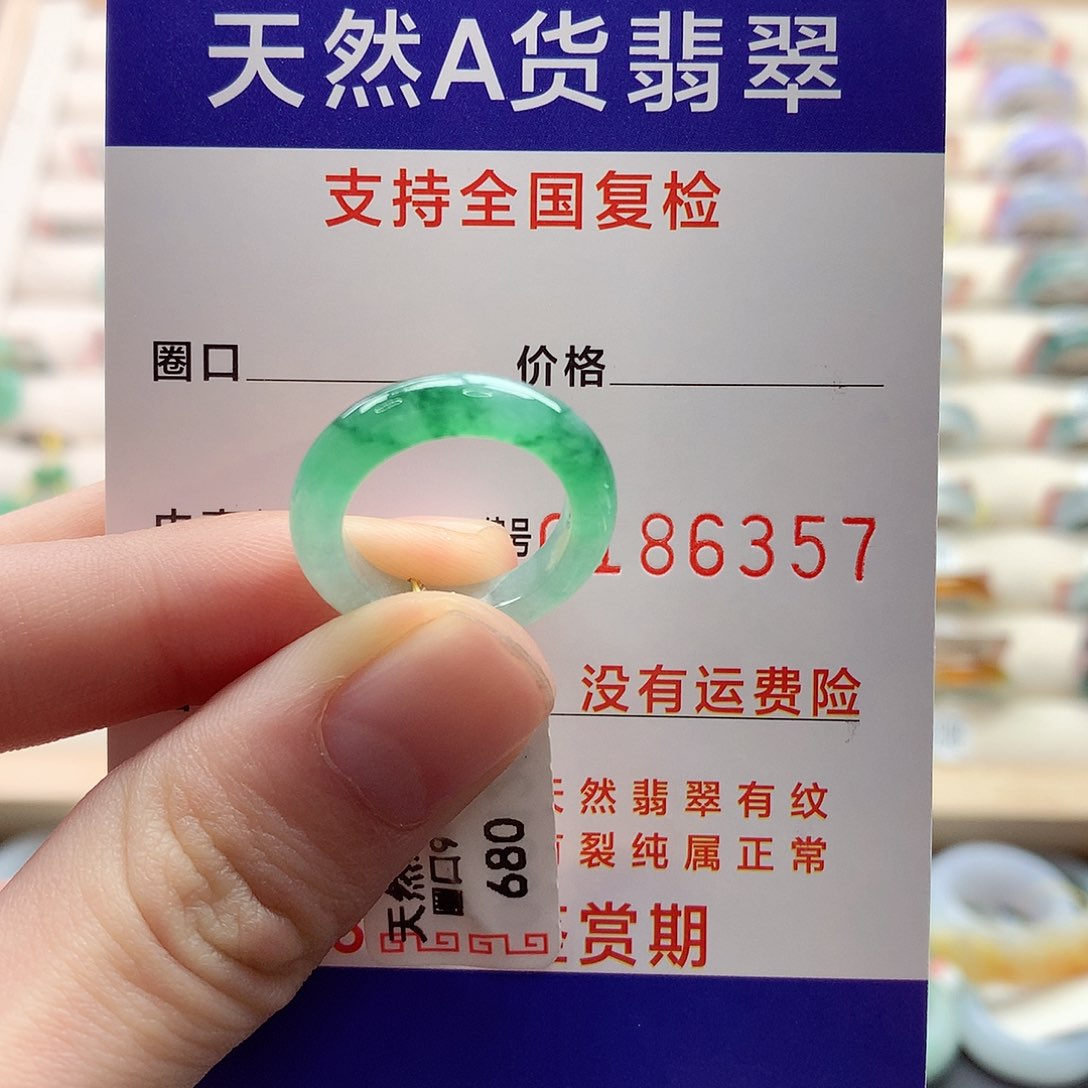 天然A货翡翠
支持全国复检
圈口 价格
号 186357
没有运费险
然翡翠有纹
裂纯属正常
赏期
天然
圈口
680